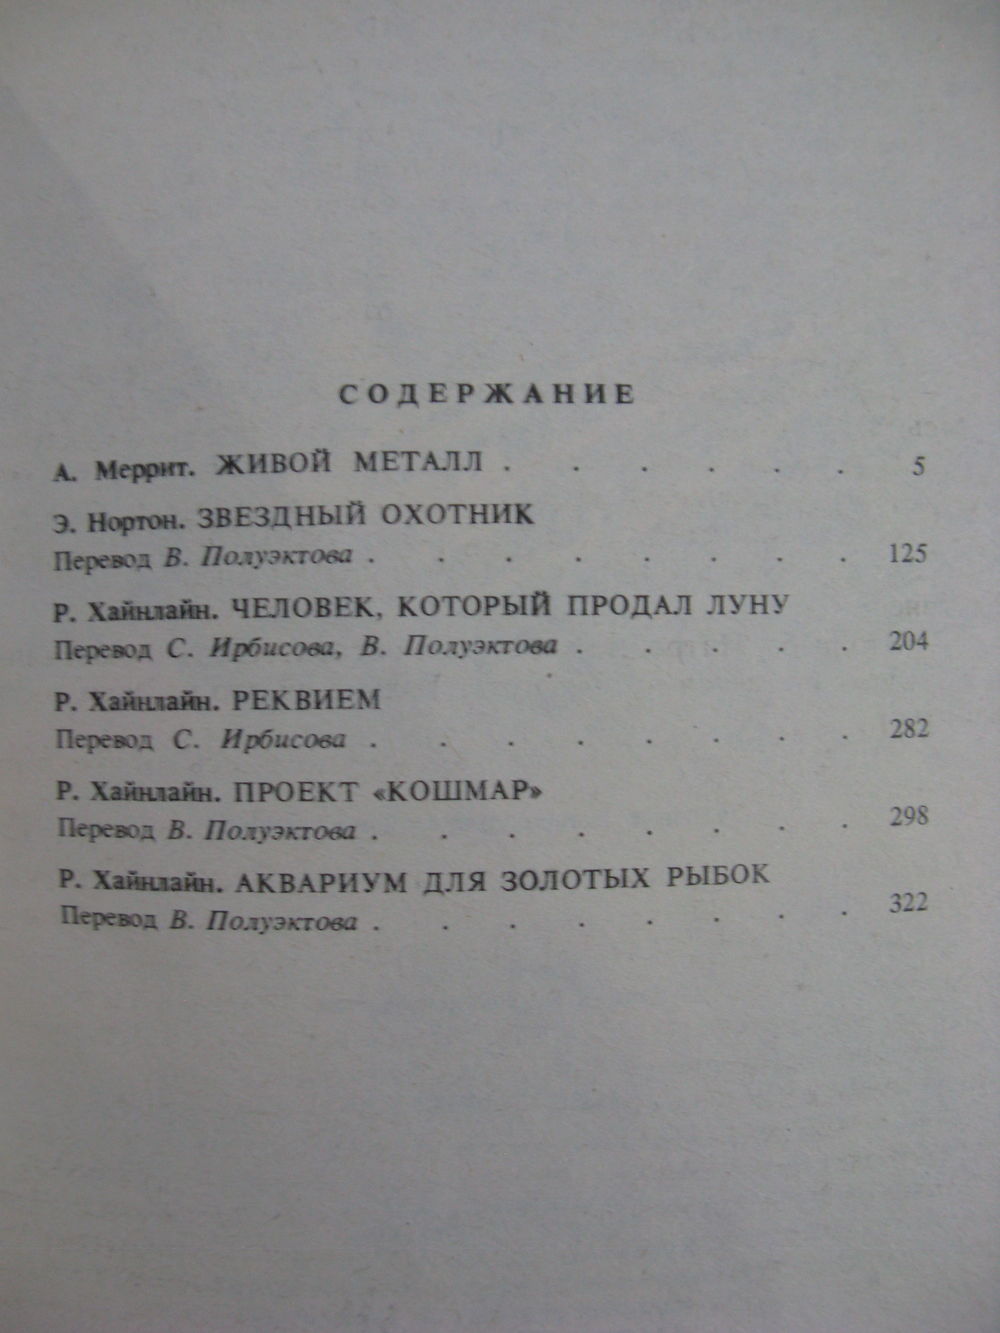 СОДЕРЖАНИЕ
А. Меррит. ЖИВОЙ МЕТАЛЛ . . . . . . 5
Э. Нортон. ЗВЕЗДНЫЙ ОХОТНИК
Перевод В. Полуэктова . . . . . . . . 125
Р. Хайнлайн. ЧЕЛОВЕК, КОТОРЫЙ ПРОДАЛ ЛУНУ
Перевод С. Ирбисова, В. Полуэктова . . . . . 204
Р. Хайнлайн. РЕКВИЕМ
Перевод С. Ирбисова . . . . . . . . 282
Р. Хайнлайн. ПРОЕКТ «КОШМАР»
Перевод В. Полуэктова . . . . . . . . 298
Р. Хайнлайн. АКВАРИУМ ДЛЯ ЗОЛОТЫХ РЫБОК
Перевод В. Полуэктова . . . . . . . . 322